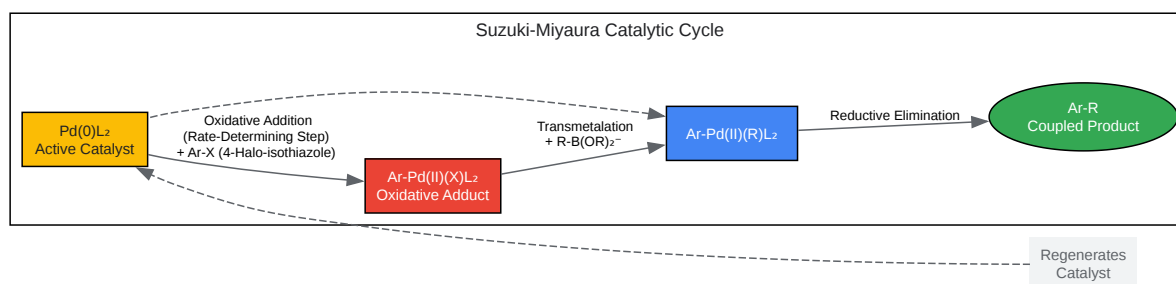 Suzuki-Miyaura Catalytic Cycle
Pd(0)L₂
Active Catalyst
Oxidative Addition
(Rate-Determining Step)
+ Ar-X (4-Halo-isothiazole)
Ar-Pd(II)(X)L₂
Oxidative Adduct
Transmetalation
+ R-B(OR)₂⁻
Ar-Pd(II)(R)L₂
Reductive Elimination
Ar-R
Coupled Product
Regenerates
Catalyst